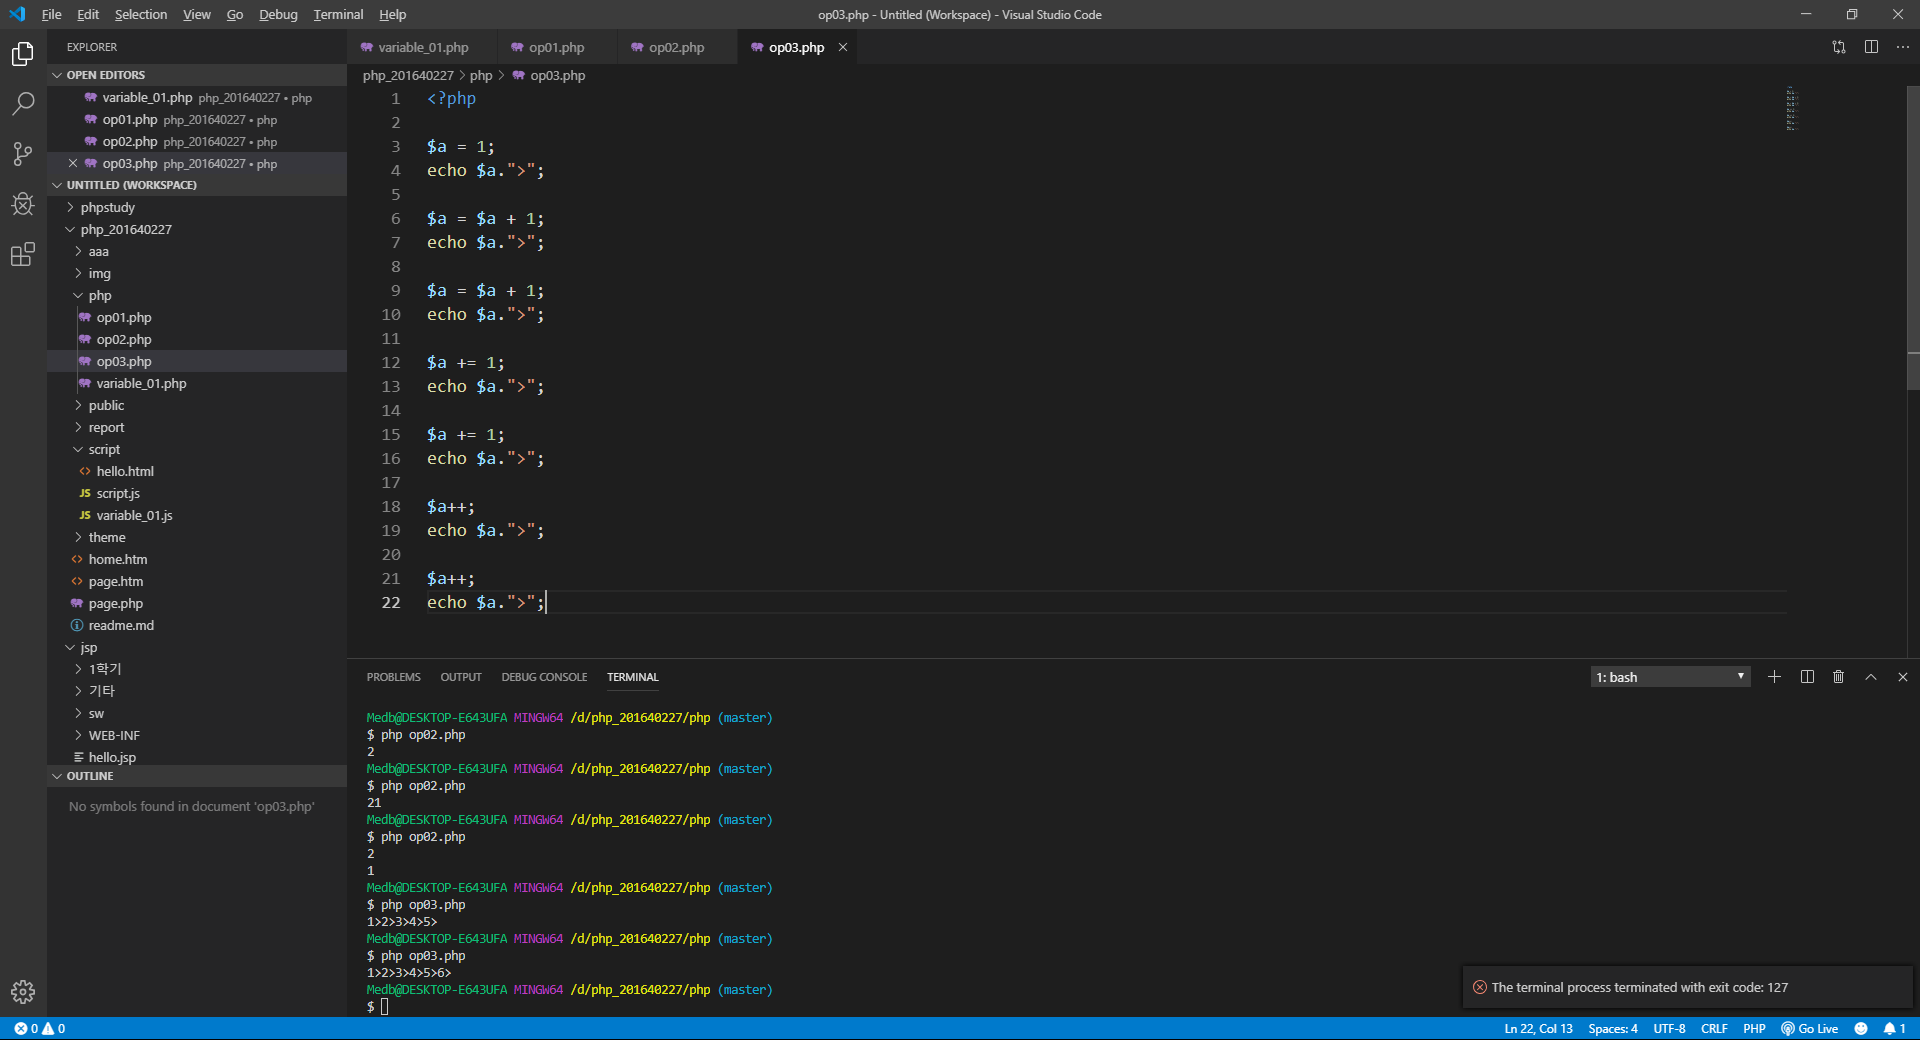 File Edit Selection View Go Debug Terminal Help
op03.php - Untitled (Workspace) - Visual Studio Code
EXPLORER
OPEN EDITORS
variable_01.php php_201640227 • php
op01.php php_201640227 • php
op02.php php_201640227 • php
op03.php php_201640227 • php
UNTITLED (WORKSPACE)
phpstudy
php_201640227
aaa
img
php
op01.php
op02.php
op03.php
variable_01.php
public
report
script
hello.html
JS script.js
JS variable_01.js
theme
home.htm
page.htm
page.php
readme.md
jsp
1학기
기타
sw
WEB-INF
hello.jsp
OUTLINE
No symbols found in document 'op03.php'
variable_01.php op01.php op02.php op03.php
php_201640227 > php > op03.php
1 <?php
2
3 $a = 1;
4 echo $a.">";
5
6 $a = $a + 1;
7 echo $a.">";
8
9 $a = $a + 1;
10 echo $a.">";
11
12 $a += 1;
13 echo $a.">";
14
15 $a += 1;
16 echo $a.">";
17
18 $a++;
19 echo $a.">";
20
21 $a++;
22 echo $a.">";
PROBLEMS OUTPUT DEBUG CONSOLE TERMINAL
1: bash
Medb@DESKTOP-E643UFA MINGW64 /d/php_201640227/php (master)
$ php op02.php
2
Medb@DESKTOP-E643UFA MINGW64 /d/php_201640227/php (master)
$ php op02.php
21
Medb@DESKTOP-E643UFA MINGW64 /d/php_201640227/php (master)
$ php op02.php
2
1
Medb@DESKTOP-E643UFA MINGW64 /d/php_201640227/php (master)
$ php op03.php
1>2>3>4>5>
Medb@DESKTOP-E643UFA MINGW64 /d/php_201640227/php (master)
$ php op03.php
1>2>3>4>5>6>
Medb@DESKTOP-E643UFA MINGW64 /d/php_201640227/php (master)
$
The terminal process terminated with exit code: 127
0 0
Ln 22, Col 13 Spaces: 4 UTF-8 CRLF PHP Go Live 1